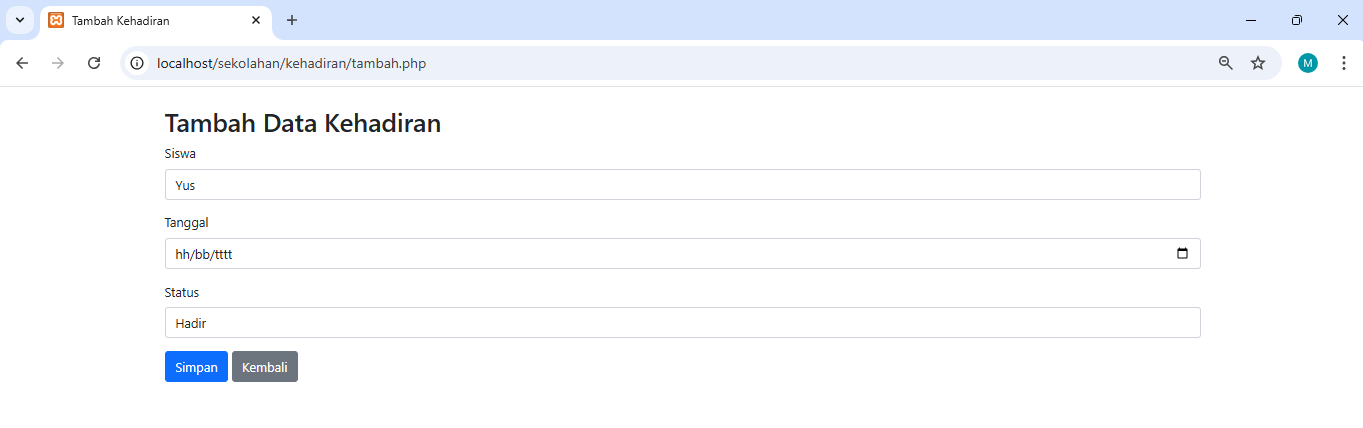 Tambah Kehadiran
localhost/sekolahan/kehadiran/tambah.php
M
Tambah Data Kehadiran
Siswa
Yus
Tanggal
hh/bb/tttt
Status
Hadir
Simpan Kembali